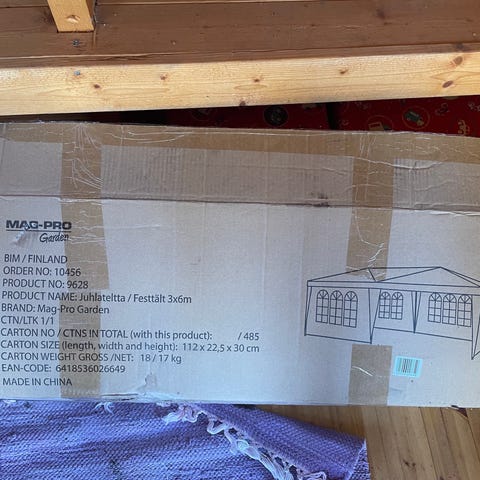 MAG-PRO
Garden
BIM / FINLAND
ORDER NO: 10456
PRODUCT NO: 9628
PRODUCT NAME: Juhlateltta / Festtält 3x6m
BRAND: Mag-Pro Garden
CTN/LTK 1/1
CARTON NO / CTNS IN TOTAL (with this product): / 485
CARTON SIZE (length, width and height): 112 x 22,5 x 30 cm
CARTON WEIGHT GROSS /NET: 18 / 17 kg
EAN-CODE: 6418536026649
MADE IN CHINA